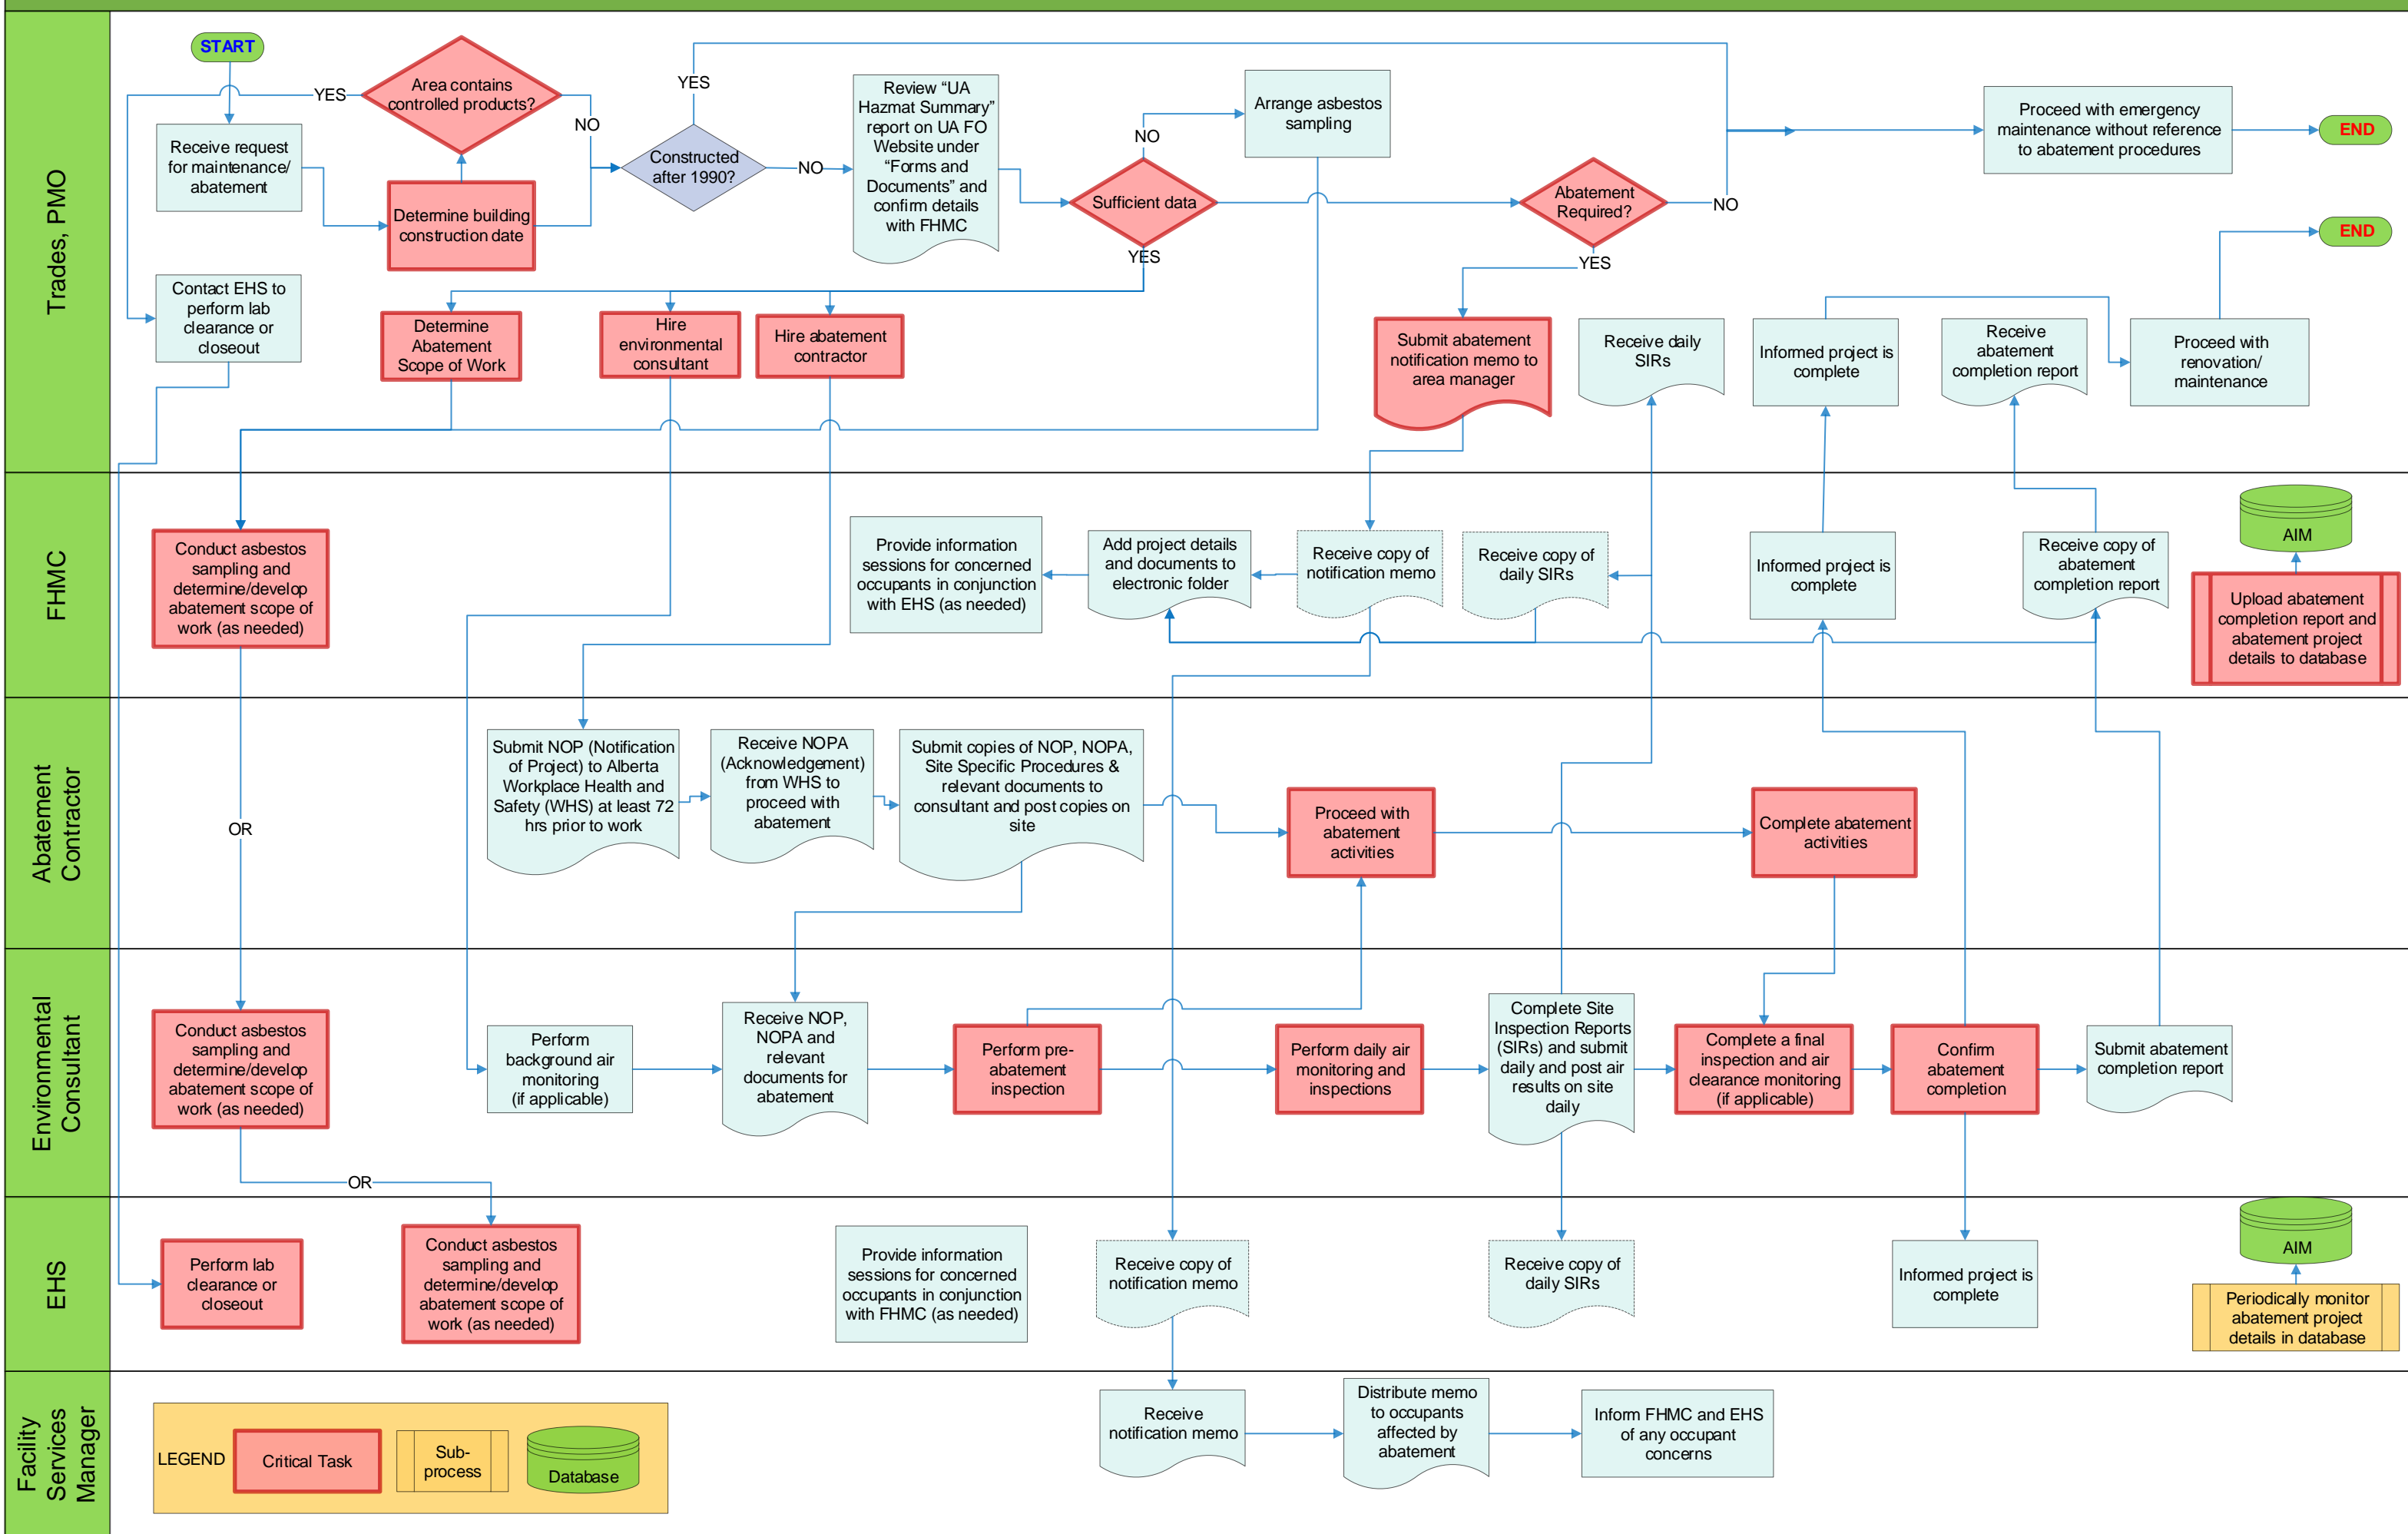 Trades, PMO
START
Area contains
controlled products?
YES
NO
Receive request
for maintenance/
abatement
Determine building
construction date
Contact EHS to
perform lab
clearance or
closeout
YES
Constructed
after 1990?
NO
Review “UA
Hazmat Summary”
report on UA FO
Website under
“Forms and
Documents” and
confirm details
with FHMC
Sufficient data
NO
YES
Arrange asbestos
sampling
Abatement
Required?
NO
YES
Proceed with emergency
maintenance without reference
to abatement procedures
END
END
Determine
Abatement
Scope of Work
Hire
environmental
consultant
Hire abatement
contractor
Submit abatement
notification memo to
area manager
Receive daily
SIRs
Informed project is
complete
Receive
abatement
completion report
Proceed with
renovation/
maintenance
FHMC
Conduct asbestos
sampling and
determine/develop
abatement scope of
work (as needed)
Provide information
sessions for concerned
occupants in conjunction
with EHS (as needed)
Add project details
and documents to
electronic folder
Receive copy of
notification memo
Receive copy of
daily SIRs
Informed project is
complete
Receive copy of
abatement
completion report
AIM
Upload abatement
completion report and
abatement project
details to database
Abatement
Contractor
OR
Submit NOP (Notification
of Project) to Alberta
Workplace Health and
Safety (WHS) at least 72
hrs prior to work
Receive NOPA
(Acknowledgement)
from WHS to
proceed with
abatement
Submit copies of NOP, NOPA,
Site Specific Procedures &
relevant documents to
consultant and post copies on
site
Proceed with
abatement
activities
Complete abatement
activities
Environmental
Consultant
Conduct asbestos
sampling and
determine/develop
abatement scope of
work (as needed)
OR
Perform
background air
monitoring
(if applicable)
Receive NOP,
NOPA and
relevant
documents for
abatement
Perform pre-
abatement
inspection
Perform daily air
monitoring and
inspections
Complete Site
Inspection Reports
(SIRs) and submit
daily and post air
results on site
daily
Complete a final
inspection and air
clearance monitoring
(if applicable)
Confirm
abatement
completion
Submit abatement
completion report
EHS
Perform lab
clearance or
closeout
Conduct asbestos
sampling and
determine/develop
abatement scope of
work (as needed)
Provide information
sessions for concerned
occupants in conjunction
with FHMC (as needed)
Receive copy of
notification memo
Receive copy of
daily SIRs
Informed project is
complete
AIM
Periodically monitor
abatement project
details in database
Facility
Services
Manager
LEGEND
Critical Task
Sub-
process
Database
Receive
notification memo
Distribute memo
to occupants
affected by
abatement
Inform FHMC and EHS
of any occupant
concerns